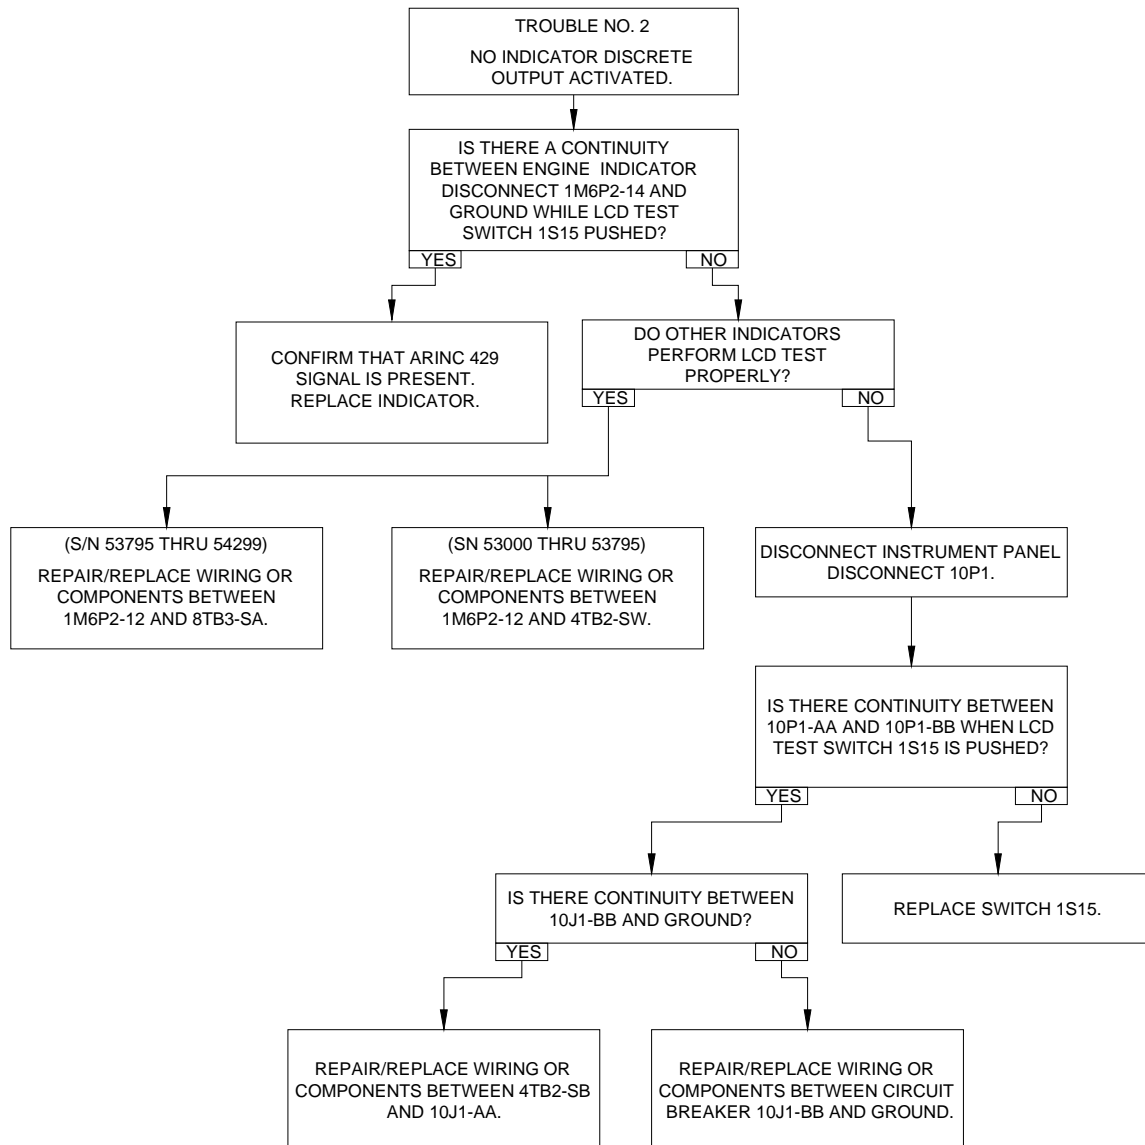 TROUBLE NO. 2
NO INDICATOR DISCRETE
OUTPUT ACTIVATED.
IS THERE A CONTINUITY
BETWEEN ENGINE INDICATOR
DISCONNECT 1M6P2-14 AND
GROUND WHILE LCD TEST
SWITCH 1S15 PUSHED?
YES
NO
CONFIRM THAT ARINC 429
SIGNAL IS PRESENT.
REPLACE INDICATOR.
DO OTHER INDICATORS
PERFORM LCD TEST
PROPERLY?
YES
NO
(S/N 53795 THRU 54299)
REPAIR/REPLACE WIRING OR
COMPONENTS BETWEEN
1M6P2-12 AND 8TB3-SA.
(SN 53000 THRU 53795)
REPAIR/REPLACE WIRING OR
COMPONENTS BETWEEN
1M6P2-12 AND 4TB2-SW.
DISCONNECT INSTRUMENT PANEL
DISCONNECT 10P1.
IS THERE CONTINUITY BETWEEN
10P1-AA AND 10P1-BB WHEN LCD
TEST SWITCH 1S15 IS PUSHED?
YES
NO
IS THERE CONTINUITY BETWEEN
10J1-BB AND GROUND?
YES
NO
REPLACE SWITCH 1S15.
REPAIR/REPLACE WIRING OR
COMPONENTS BETWEEN 4TB2-SB
AND 10J1-AA.
REPAIR/REPLACE WIRING OR
COMPONENTS BETWEEN CIRCUIT
BREAKER 10J1-BB AND GROUND.